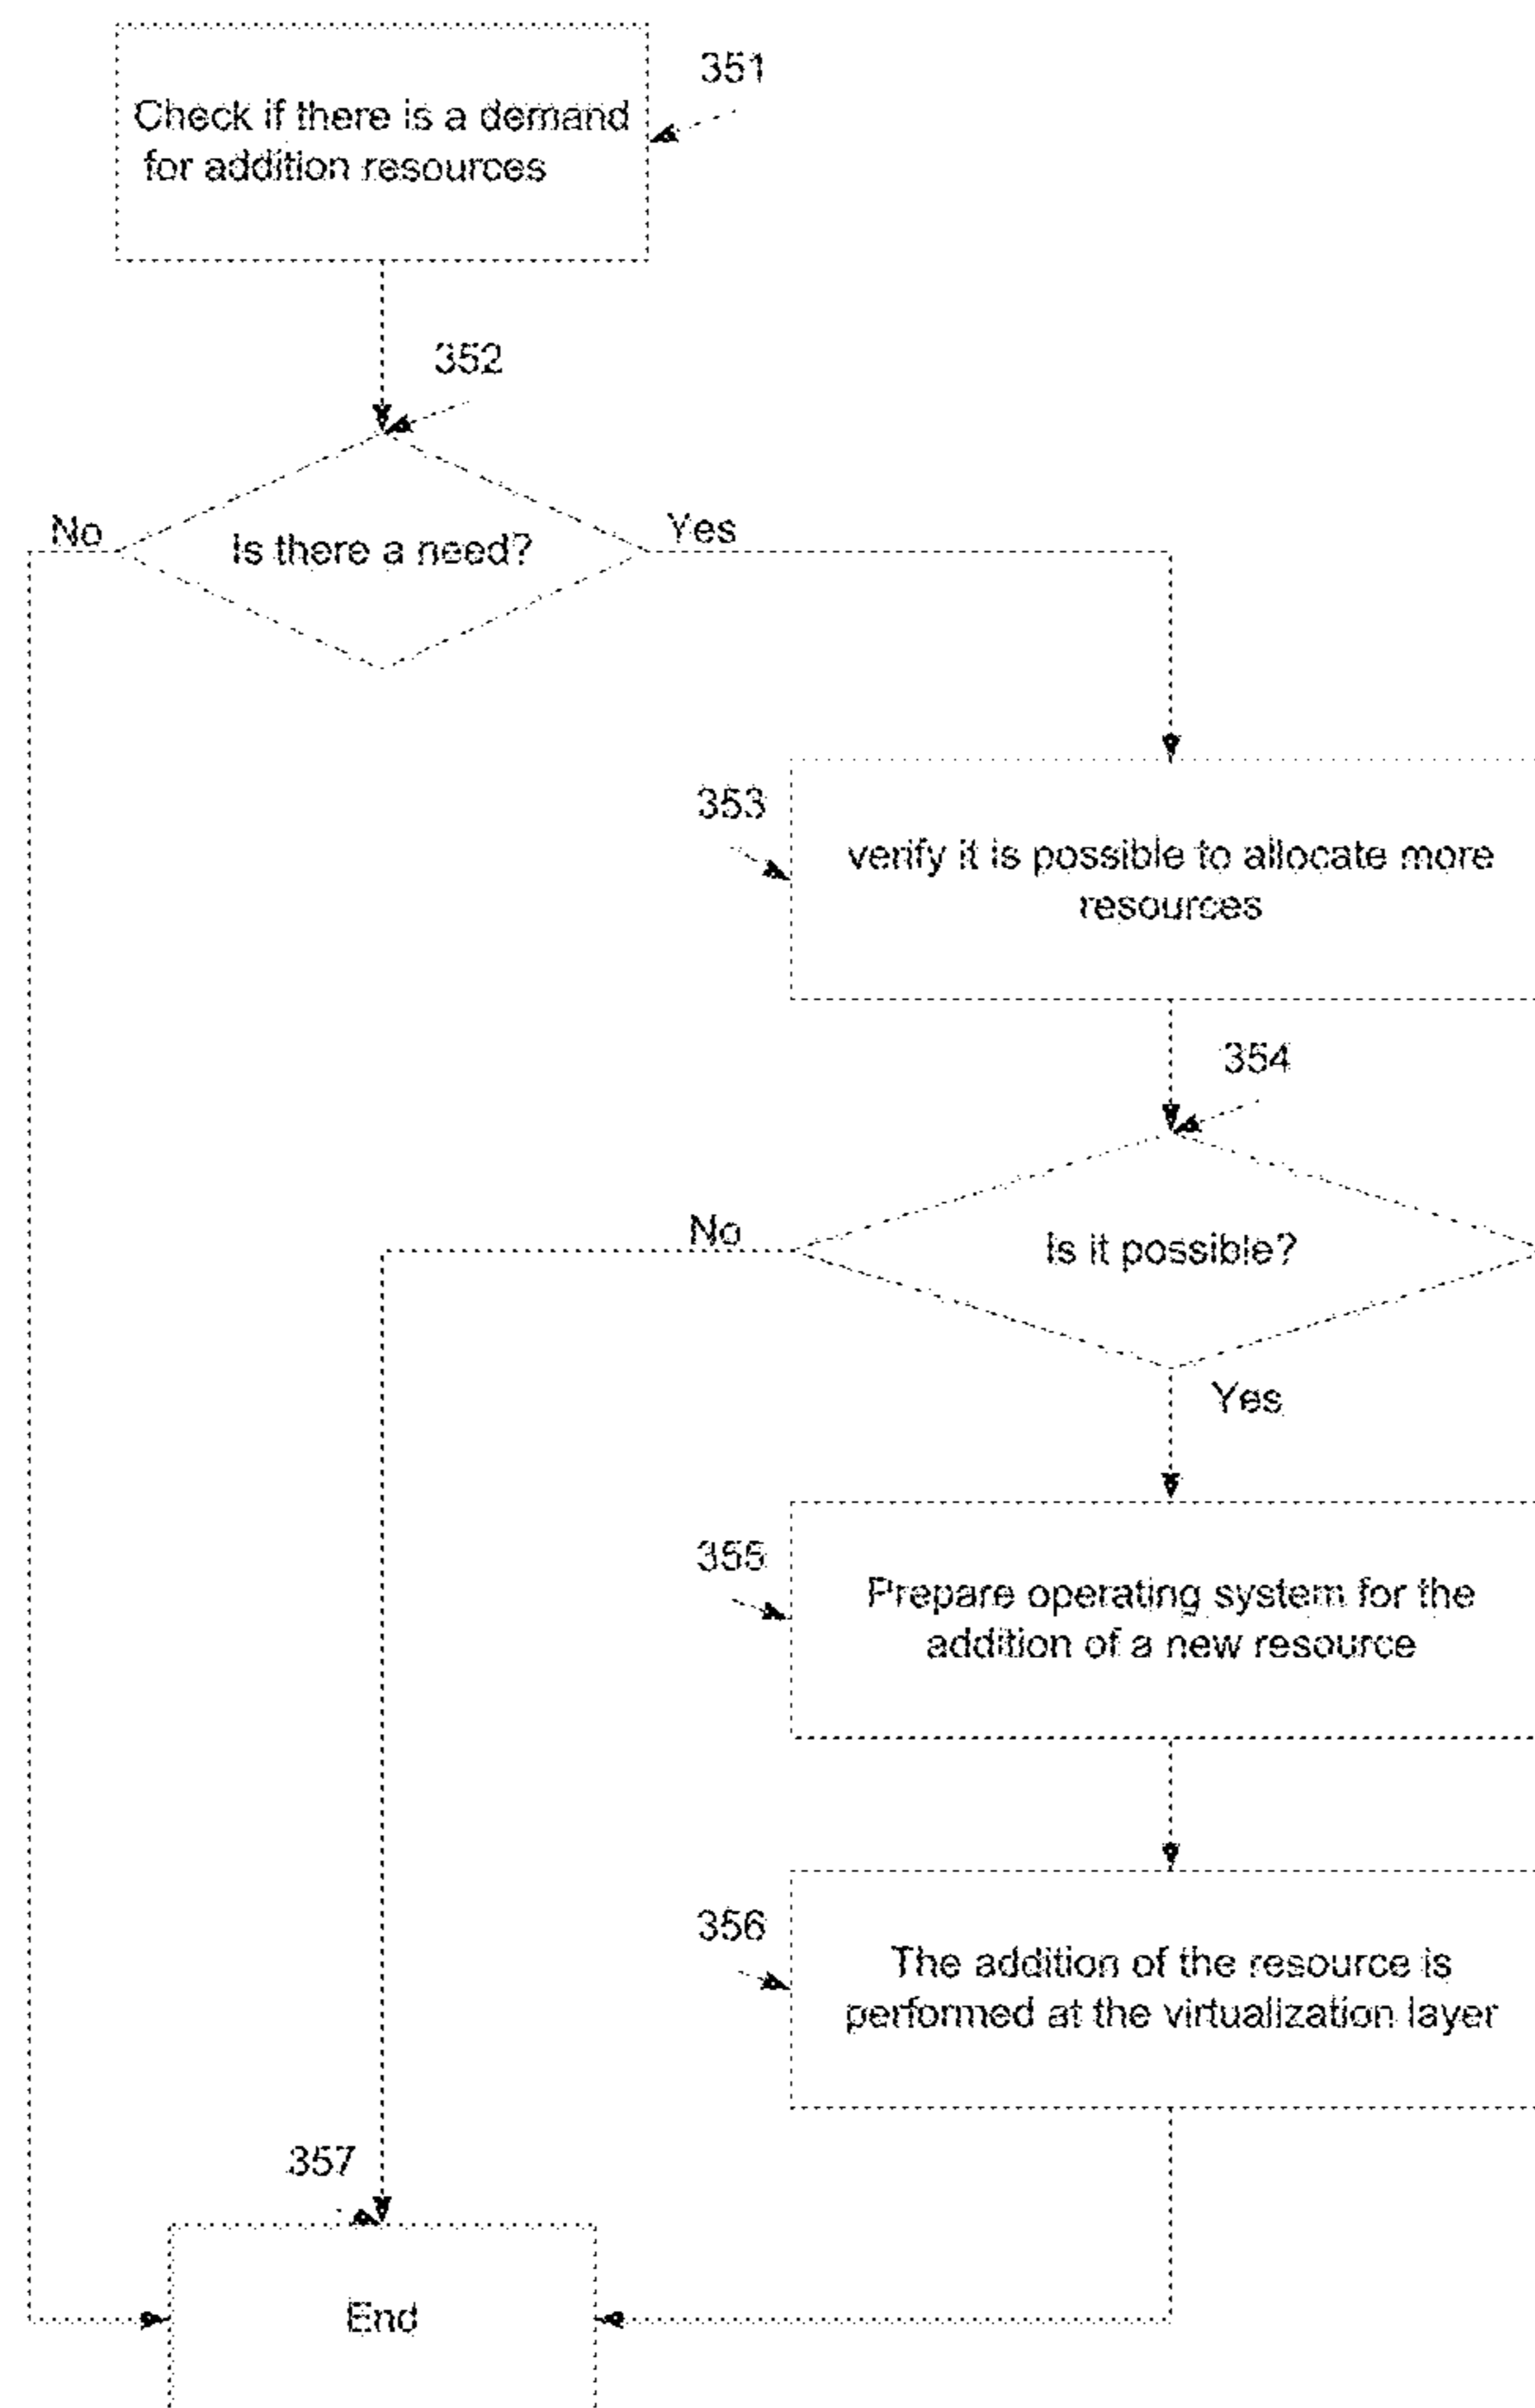 351
Check if there is a demand
for addition resources
352
No
Is there a need?
Yes
353
verify it is possible to allocate more
resources
354
No
Is it possible?
Yes
355
Prepare operating system for the
addition of a new resource
356
The addition of the resource is
performed at the virtualization layer
357
End